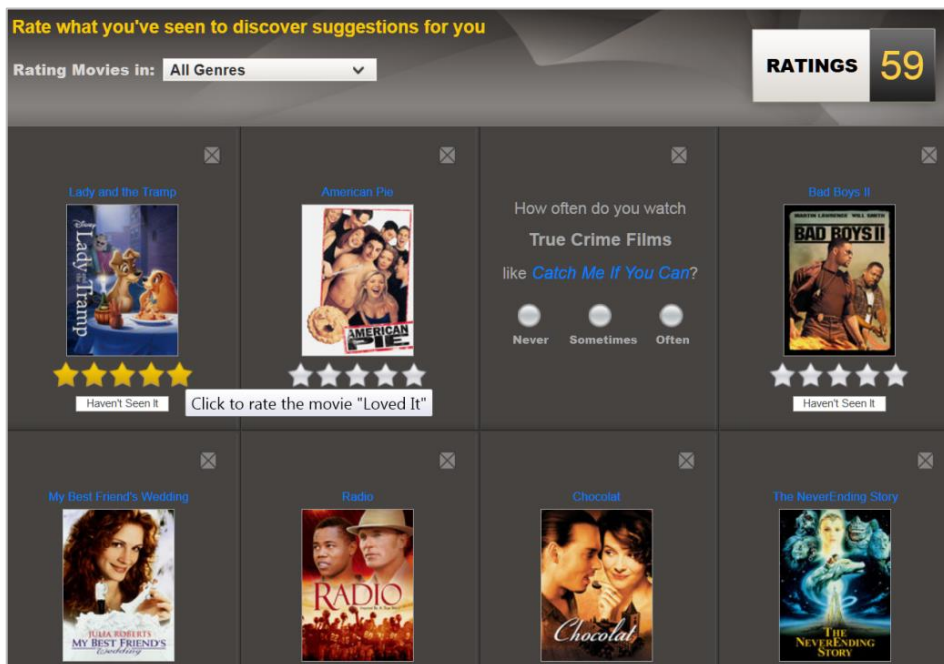 Rate what you've seen to discover suggestions for you
Rating Movies in: All Genres
RATINGS 59
Lady and the Tramp
Disney
Lady and the Tramp
Haven't Seen It
American Pie
AMERICAN
PIE
Click to rate the movie "Loved It"
How often do you watch
True Crime Films
like Catch Me If You Can?
Never Sometimes Often
Bad Boys II
MARTIN LAWRENCE WILL SMITH
BAD BOYS II
Haven't Seen It
My Best Friend's Wedding
JULIA ROBERTS
MY BEST FRIEND'S
Wedding
Radio
RADIO
Chocolat
Chocolat
The NeverEnding Story
THE
NEVERENDING
STORY